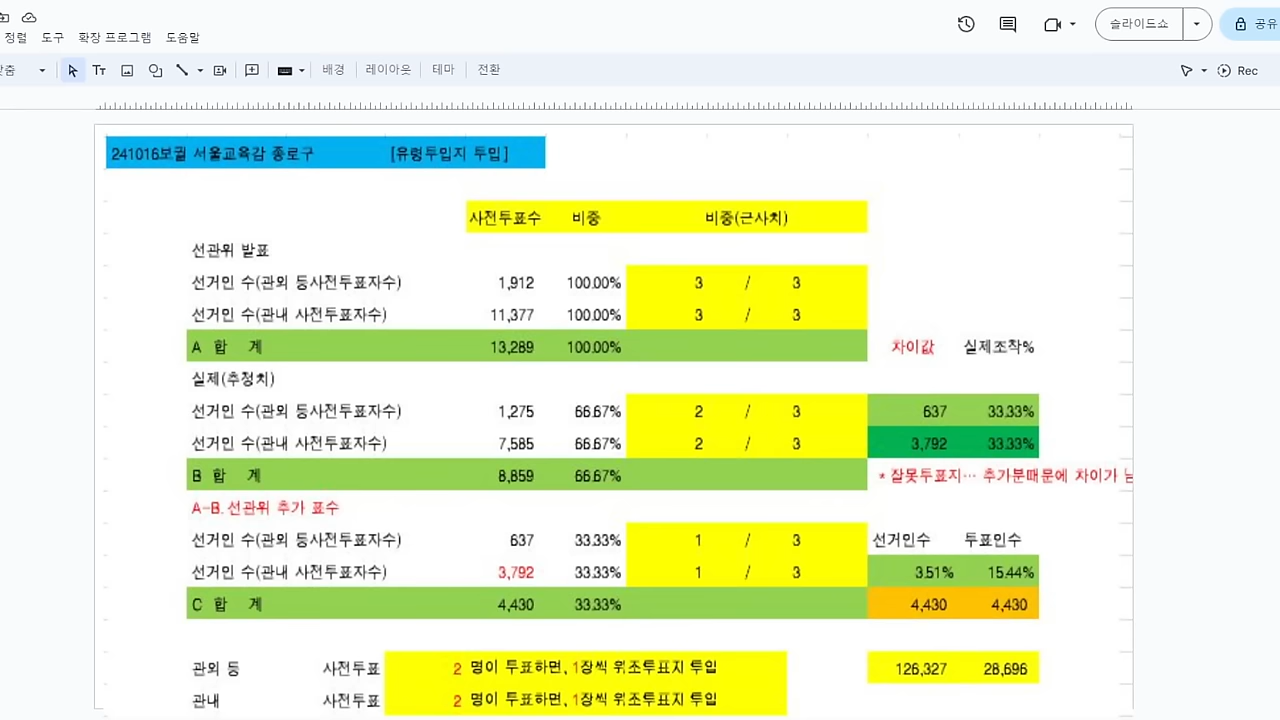 정렬 도구 확장 프로그램 도움말
슬라이드쇼
공유
배경 레이아웃 테마 전환
Rec
241016보궐 서울교육감 종로구 [유령투입지 투입]
사전투표수 비중 비중(근사치)
선관위 발표
선거인 수(관외 등사전투표자수) 1,912 100.00% 3 / 3
선거인 수(관내 사전투표자수) 11,377 100.00% 3 / 3
A 합 계 13,289 100.00% 차이값 실제조작%
실제(추정치)
선거인 수(관외 등사전투표자수) 1,275 66.67% 2 / 3 637 33.33%
선거인 수(관내 사전투표자수) 7,585 66.67% 2 / 3 3,792 33.33%
B 합 계 8,859 66.67% * 잘못투표지… 추가분때문에 차이가
A-B. 선관위 추가 표수
선거인 수(관외 등사전투표자수) 637 33.33% 1 / 3 선거인수 투표인수
선거인 수(관내 사전투표자수) 3,792 33.33% 1 / 3 3.51% 15.44%
C 합 계 4,430 33.33% 4,430 4,430
관외 등 사전투표 2 명이 투표하면, 1장씩 위조투표지 투입 126,327 28,696
관내 사전투표 2 명이 투표하면, 1장씩 위조투표지 투입